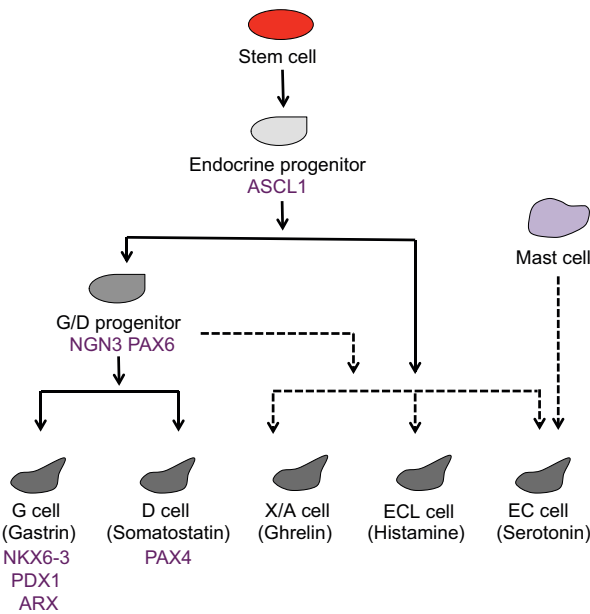 Stem cell
Endocrine progenitor
ASCL1
Mast cell
G/D progenitor
NGN3 PAX6
G cell
(Gastrin)
NKX6-3
PDX1
ARX
D cell
(Somatostatin)
PAX4
X/A cell
(Ghrelin)
ECL cell
(Histamine)
EC cell
(Serotonin)